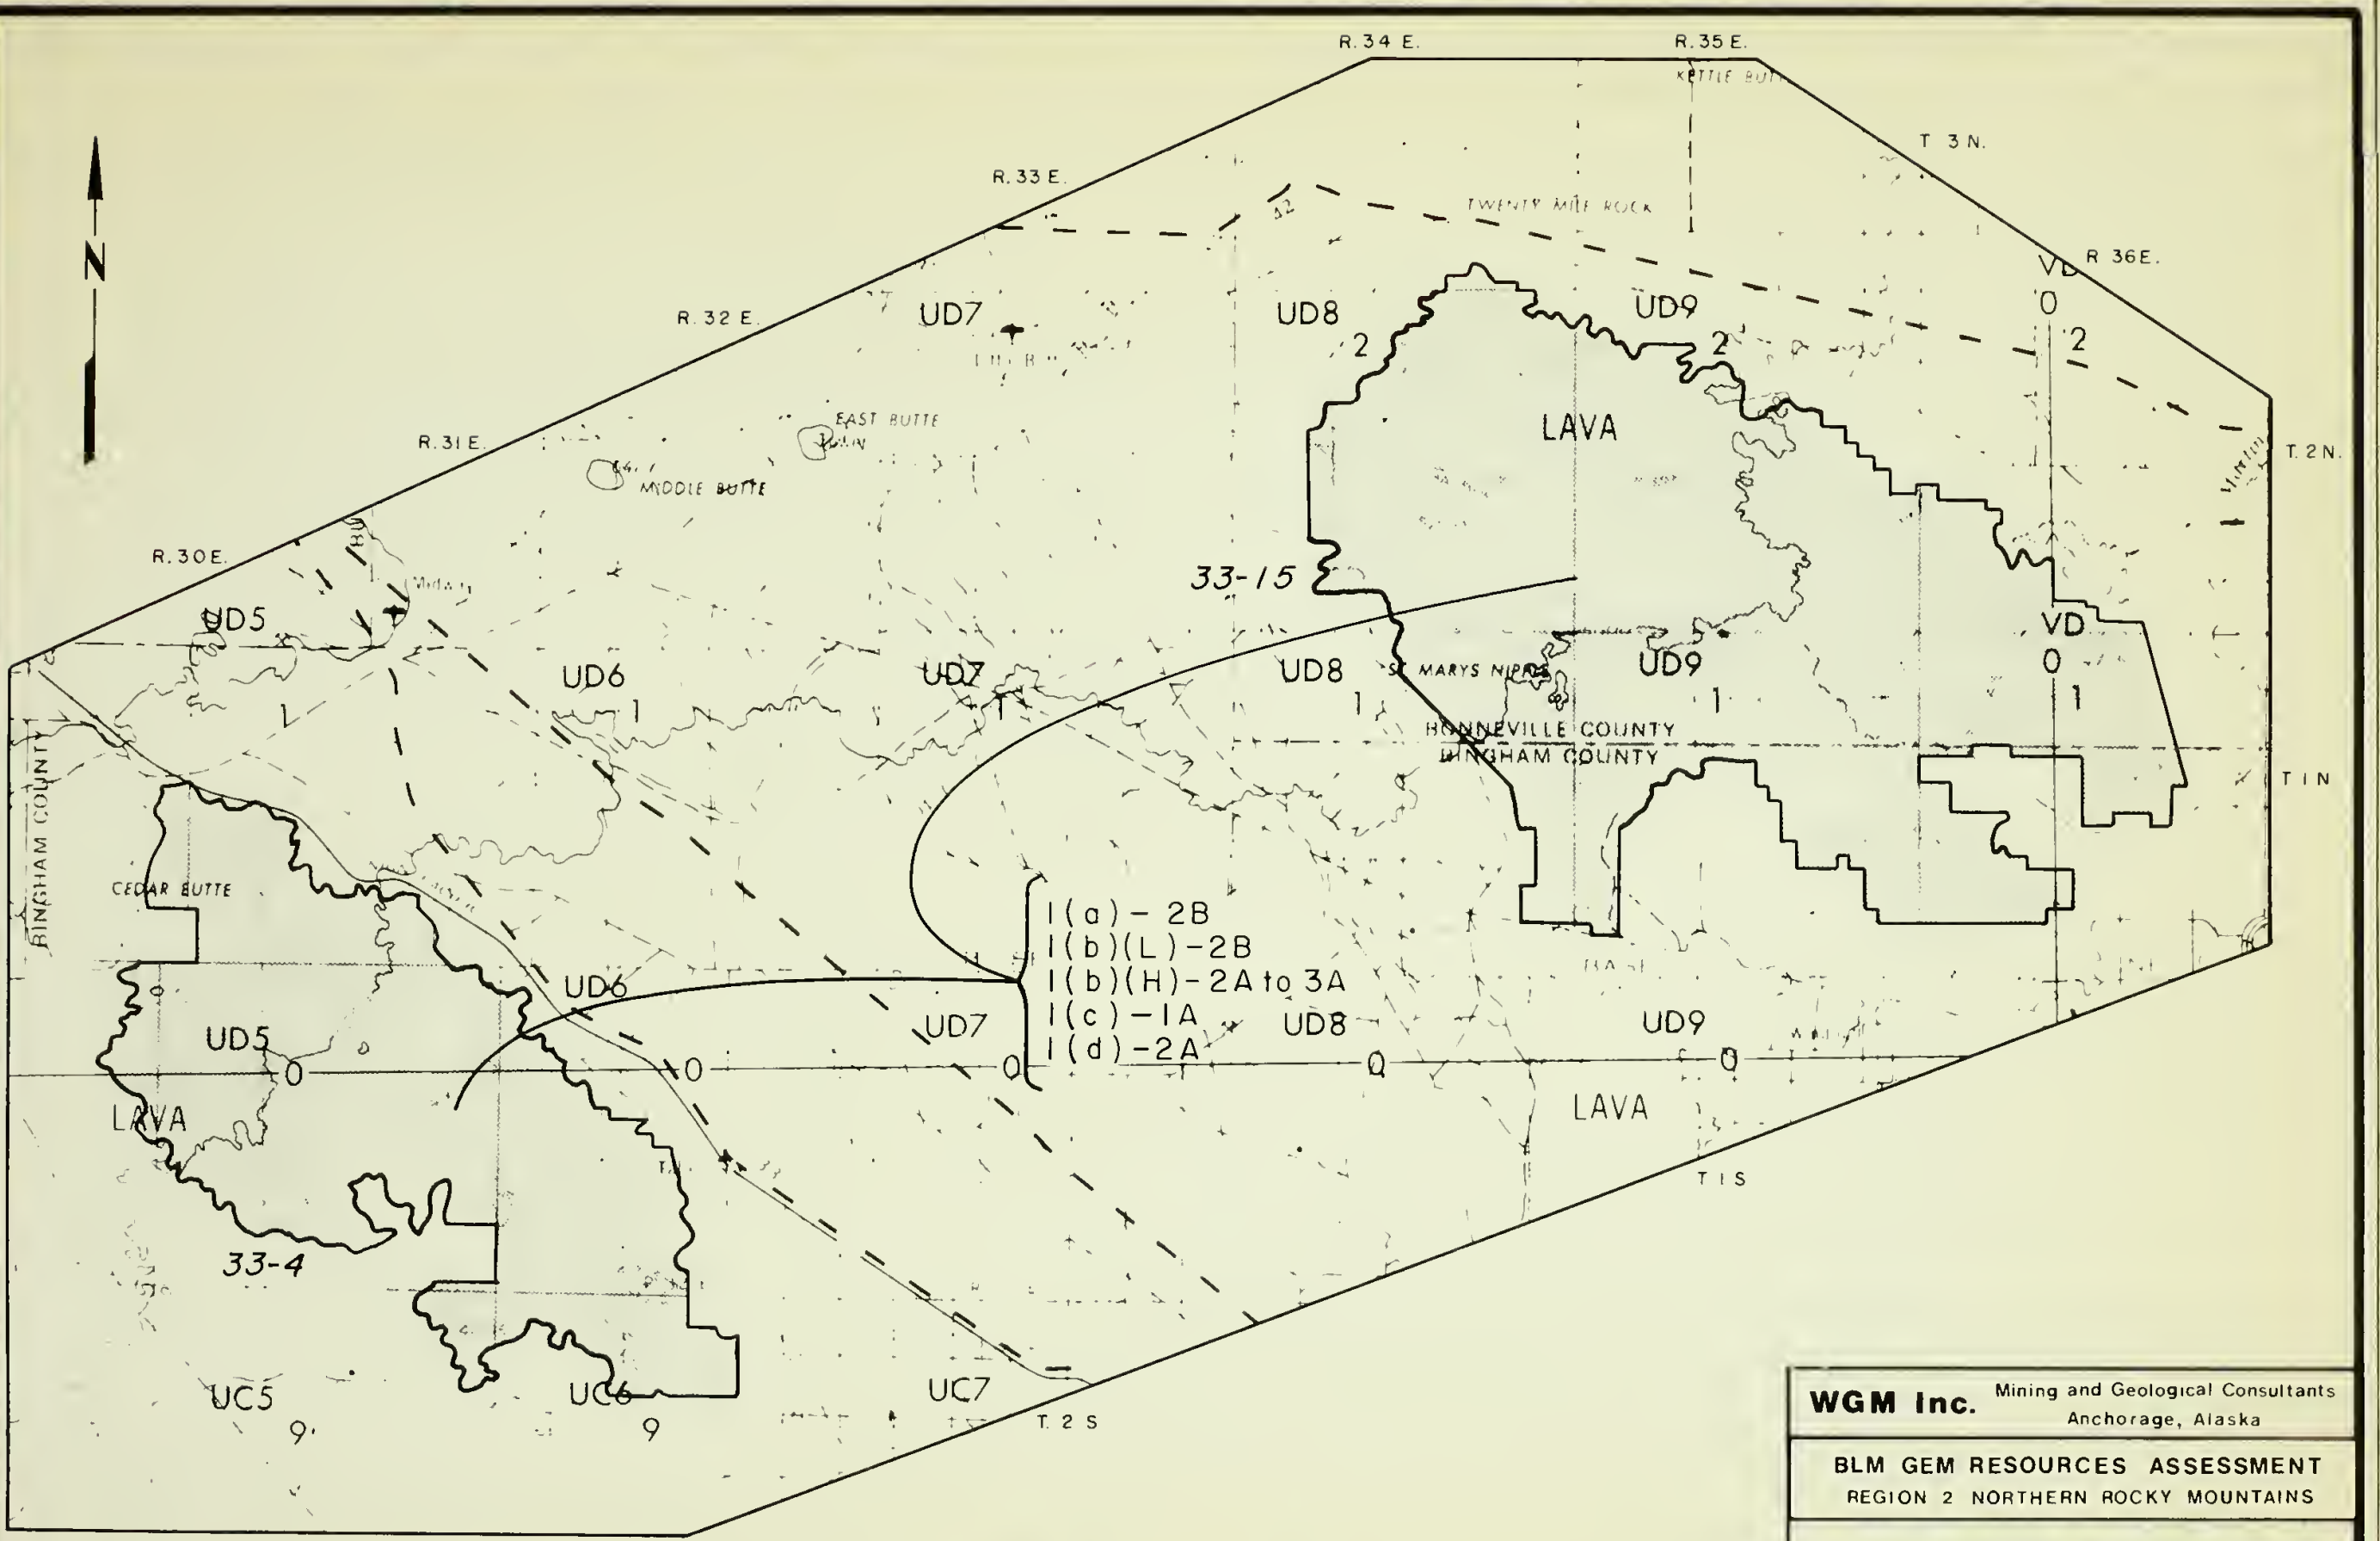 R. 34 E.
R. 35 E.
KETTLE BUTT
T 3 N.
R. 33 E.
TWENTY MILE ROCK
N
R 36 E.
VD
0
2
UD7
UD8
2
UD9
2
R. 32 E.
EAST BUTTE
LAVA
R. 31 E.
MIDDLE BUTTE
T. 2 N.
R. 30 E.
Midway
33-15
UD5
1
UD6
1
UD7
1
UD8
1
ST MARYS NIPPLE
UD9
1
VD
0
1
BONNEVILLE COUNTY
BINGHAM COUNTY
T 1 N
BINGHAM COUNTY
CEDAR BUTTE
I(a) - 2B
I(b)(L) - 2B
I(b)(H) - 2A to 3A
I(c) - 1A
I(d) - 2A
UD6
UD5
UD7
UD8
UD9
0
0
0
0
0
LAVA
LAVA
T 1 S
33-4
UC5
9
UC6
9
UC7
T. 2 S
WGM Inc. Mining and Geological Consultants
Anchorage, Alaska
BLM GEM RESOURCES ASSESSMENT
REGION 2 NORTHERN ROCKY MOUNTAINS